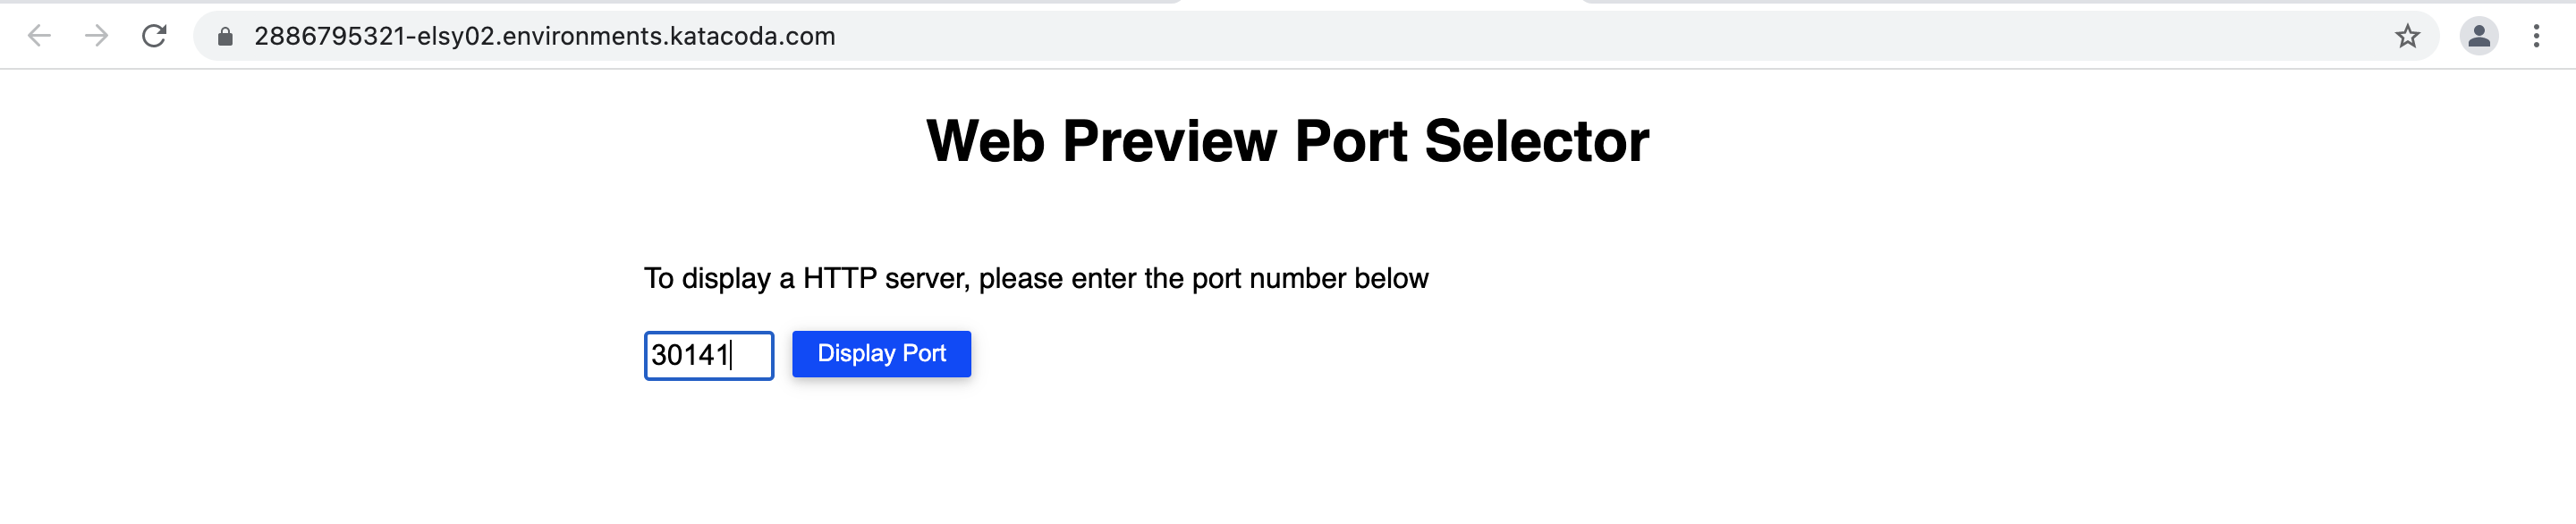 2886795321-elsy02.environments.katacoda.com
Web Preview Port Selector
To display a HTTP server, please enter the port number below
30141 Display Port